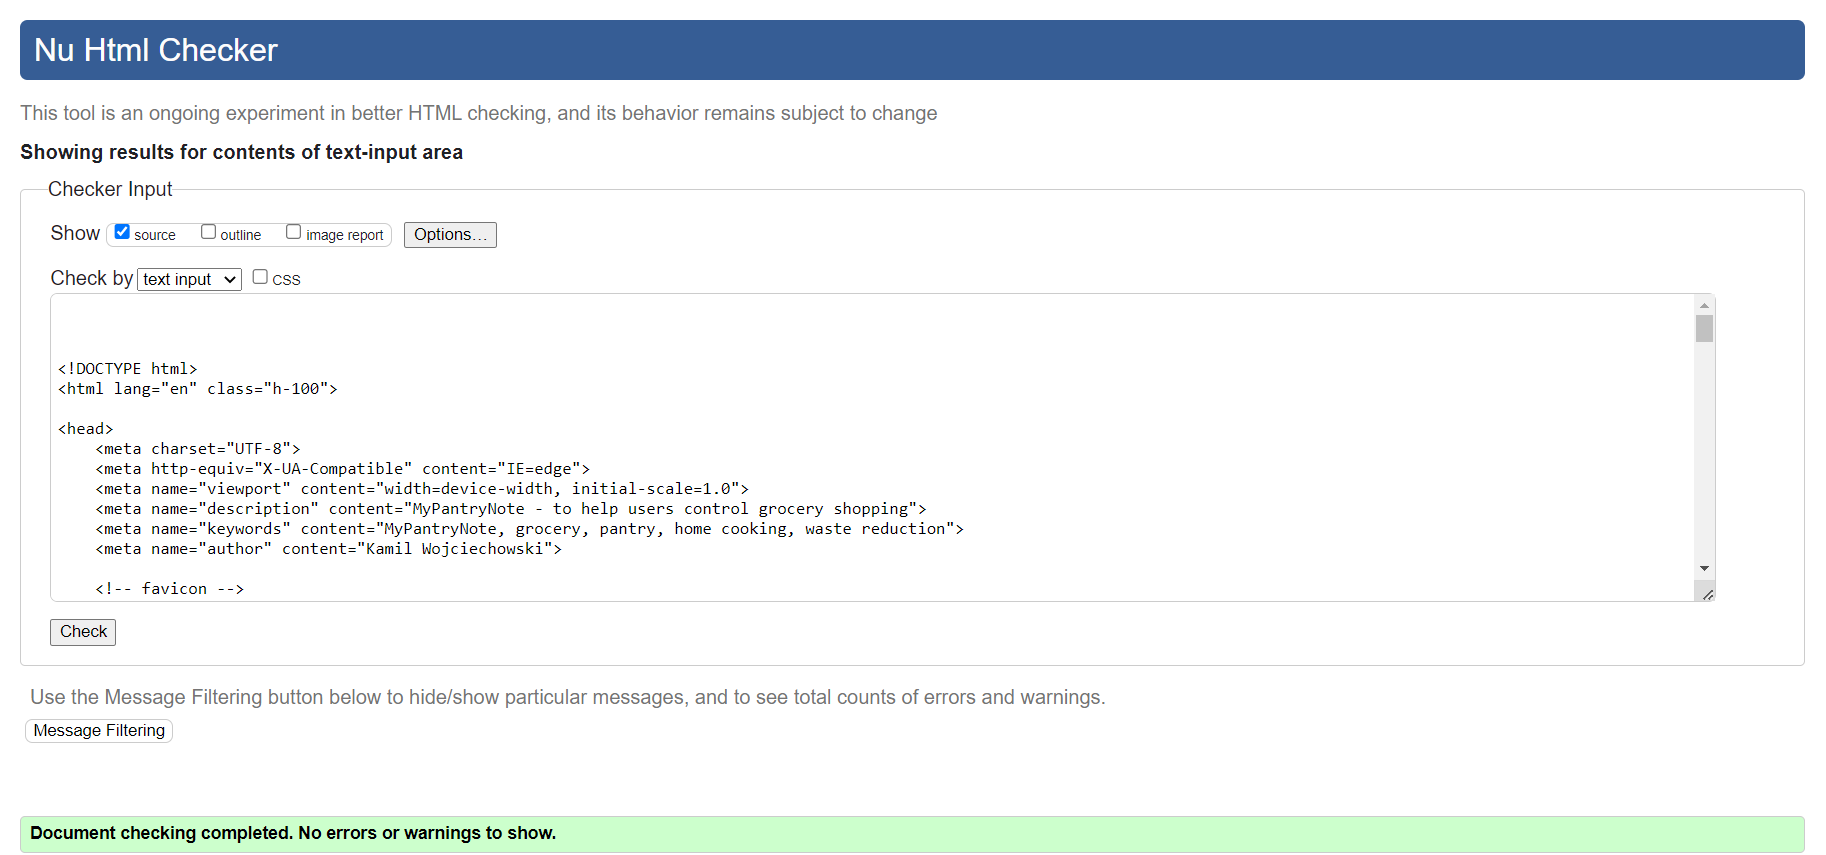 Nu Html Checker
This tool is an ongoing experiment in better HTML checking, and its behavior remains subject to change
Showing results for contents of text-input area
Checker Input
Show source outline image report Options...
Check by text input CSS
<!DOCTYPE html>
<html lang="en" class="h-100">
<head>
    <meta charset="UTF-8">
    <meta http-equiv="X-UA-Compatible" content="IE=edge">
    <meta name="viewport" content="width=device-width, initial-scale=1.0">
    <meta name="description" content="MyPantryNote - to help users control grocery shopping">
    <meta name="keywords" content="MyPantryNote, grocery, pantry, home cooking, waste reduction">
    <meta name="author" content="Kamil Wojciechowski">
    <!-- favicon -->
Check
Use the Message Filtering button below to hide/show particular messages, and to see total counts of errors and warnings.
Message Filtering
Document checking completed. No errors or warnings to show.